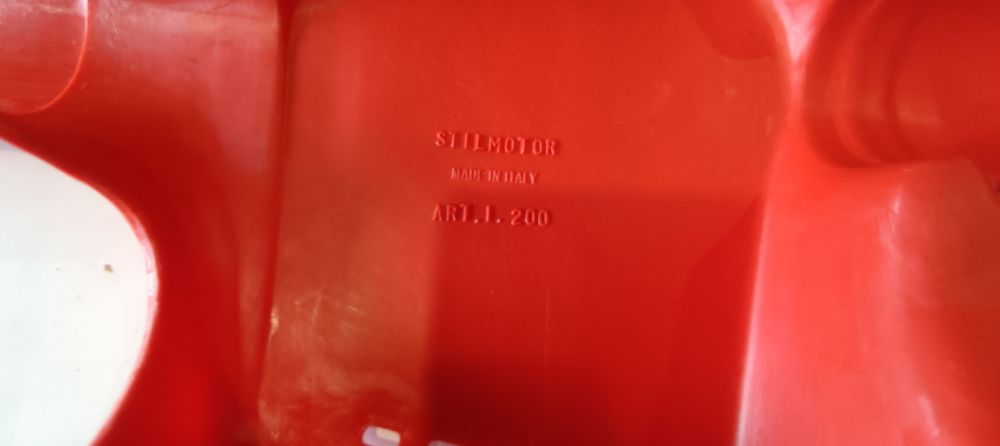 STILMOTOR
MADE IN ITALY
ART. I. 200